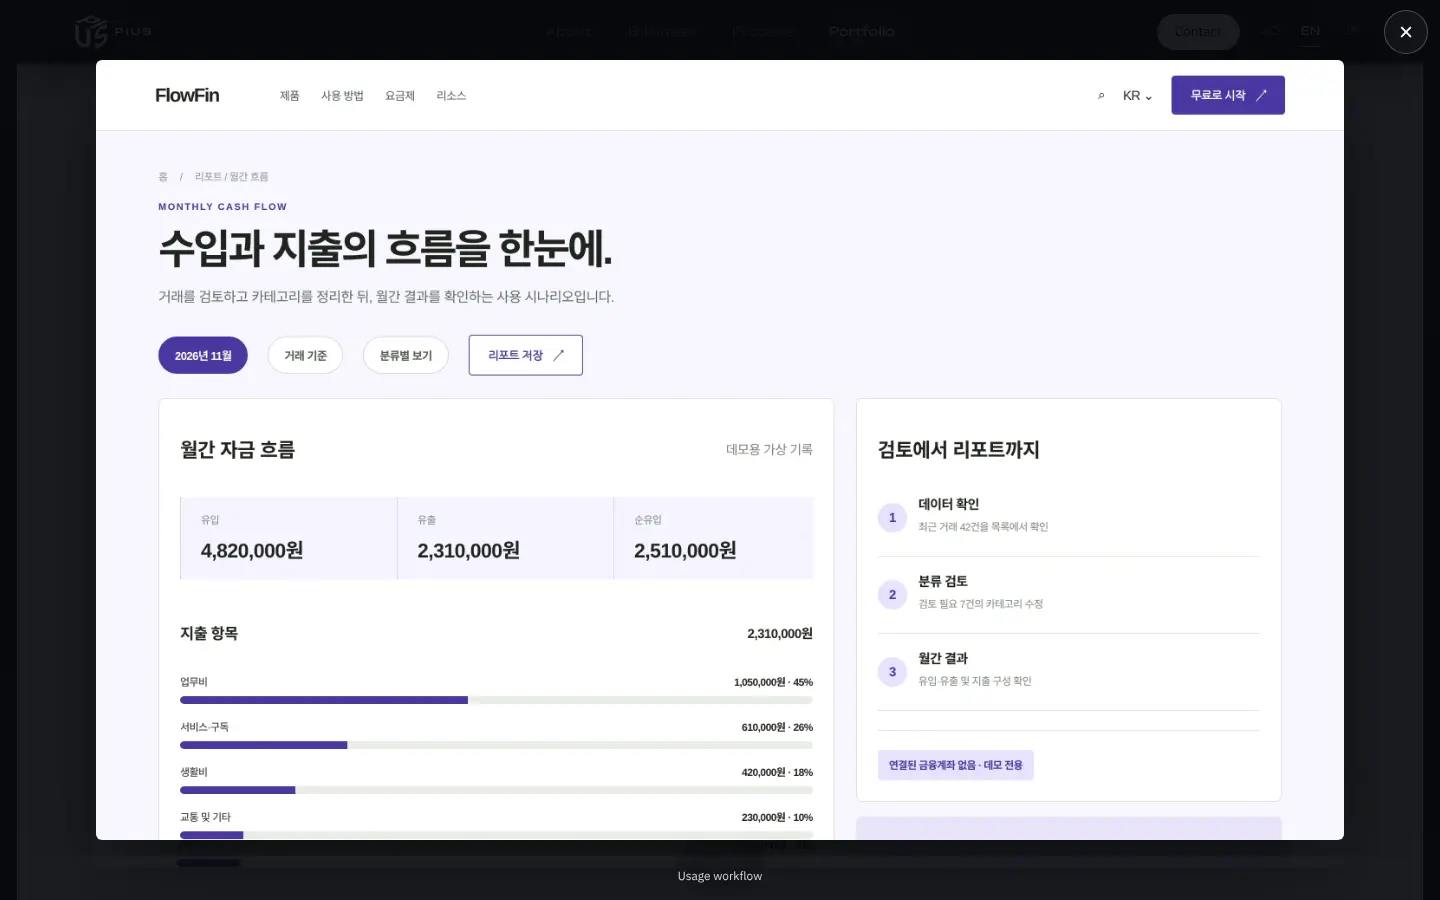 PIUS
About
Business
Process
Portfolio
Contact
KO
EN
FlowFin
제품
사용 방법
요금제
리소스
KR
무료로 시작
홈 / 리포트 / 월간 흐름
MONTHLY CASH FLOW
수입과 지출의 흐름을 한눈에.
거래를 검토하고 카테고리를 정리한 뒤, 월간 결과를 확인하는 사용 시나리오입니다.
2026년 11월
거래 기준
분류별 보기
리포트 저장
월간 자금 흐름
데모용 가상 기록
유입
4,820,000원
유출
2,310,000원
순유입
2,510,000원
지출 항목
2,310,000원
업무비
1,050,000원 · 45%
서비스·구독
610,000원 · 26%
생활비
420,000원 · 18%
교통 및 기타
230,000원 · 10%
검토에서 리포트까지
1
데이터 확인
최근 거래 42건을 목록에서 확인
2
분류 검토
검토 필요 7건의 카테고리 수정
3
월간 결과
유입·유출 및 지출 구성 확인
연결된 금융계좌 없음 · 데모 전용
Usage workflow